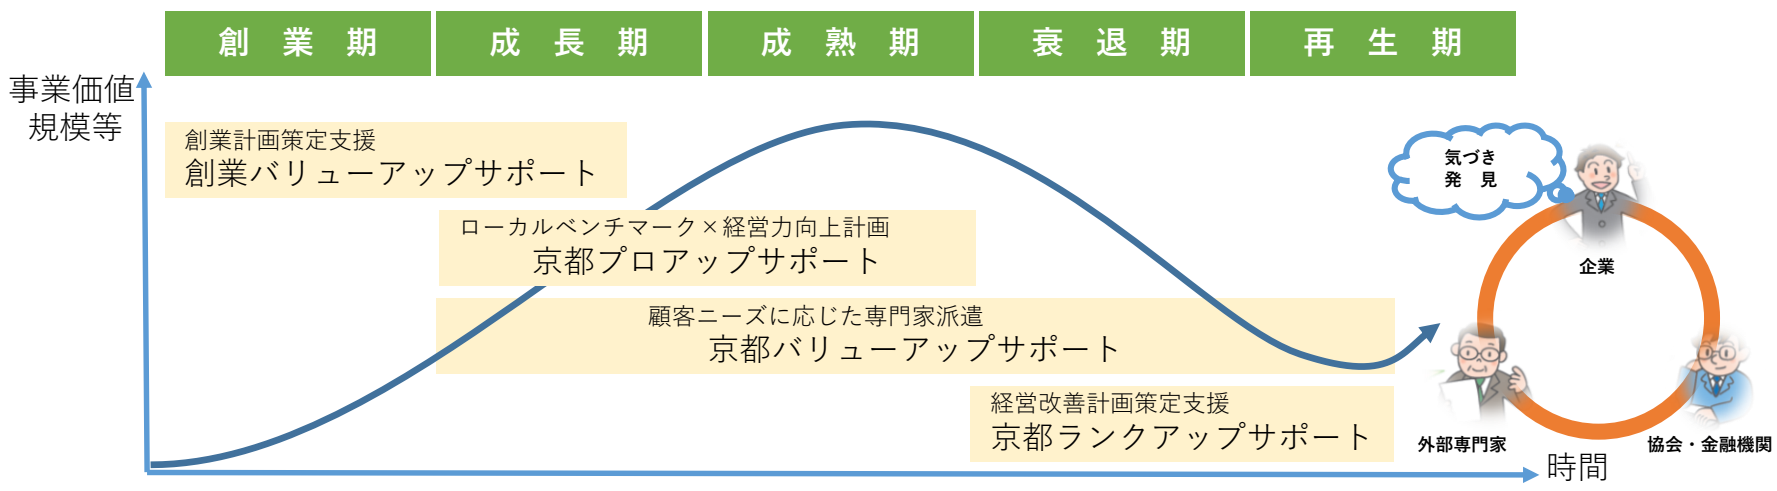 創 業 期
成 長 期
成 熟 期
衰 退 期
再 生 期
事業価値
規模等
創業計画策定支援
創業バリューアップサポート
ローカルベンチマーク×経営力向上計画
京都プロアップサポート
顧客ニーズに応じた専門家派遣
京都バリューアップサポート
経営改善計画策定支援
京都ランクアップサポート
気づき
発 見
企業
外部専門家
協会・金融機関
時間